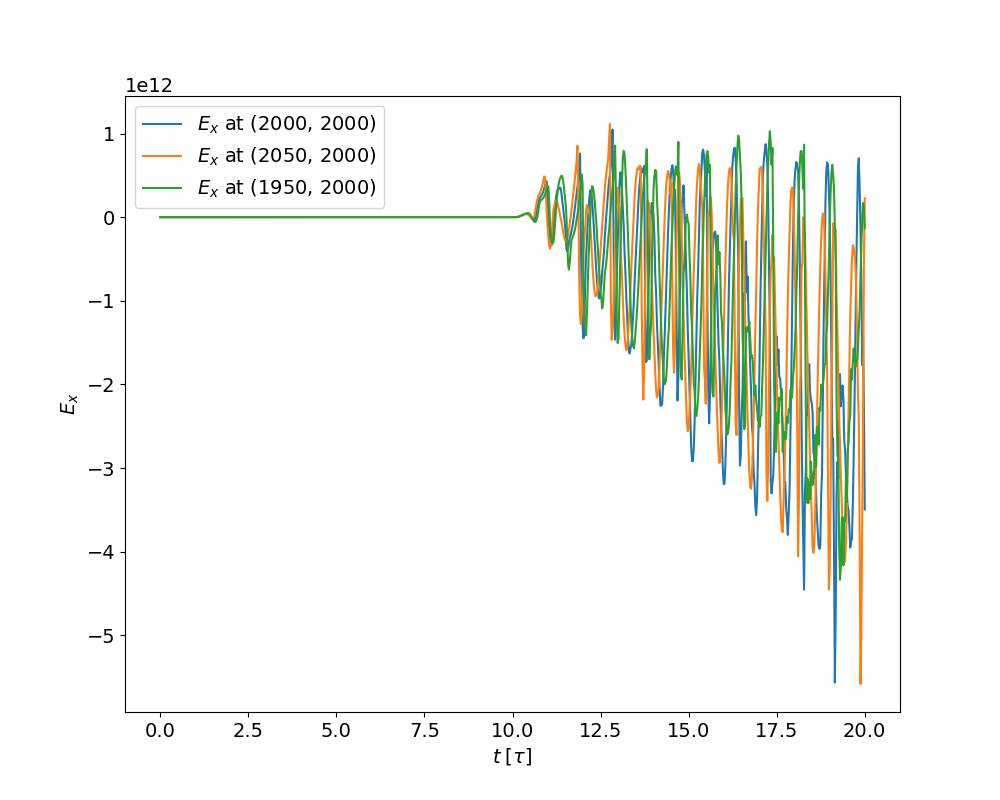 1e12
E_x at (2000, 2000)
E_x at (2050, 2000)
E_x at (1950, 2000)
1
0
−1
−2
−3
−4
−5
E_x
0.0 2.5 5.0 7.5 10.0 12.5 15.0 17.5 20.0
t [τ]